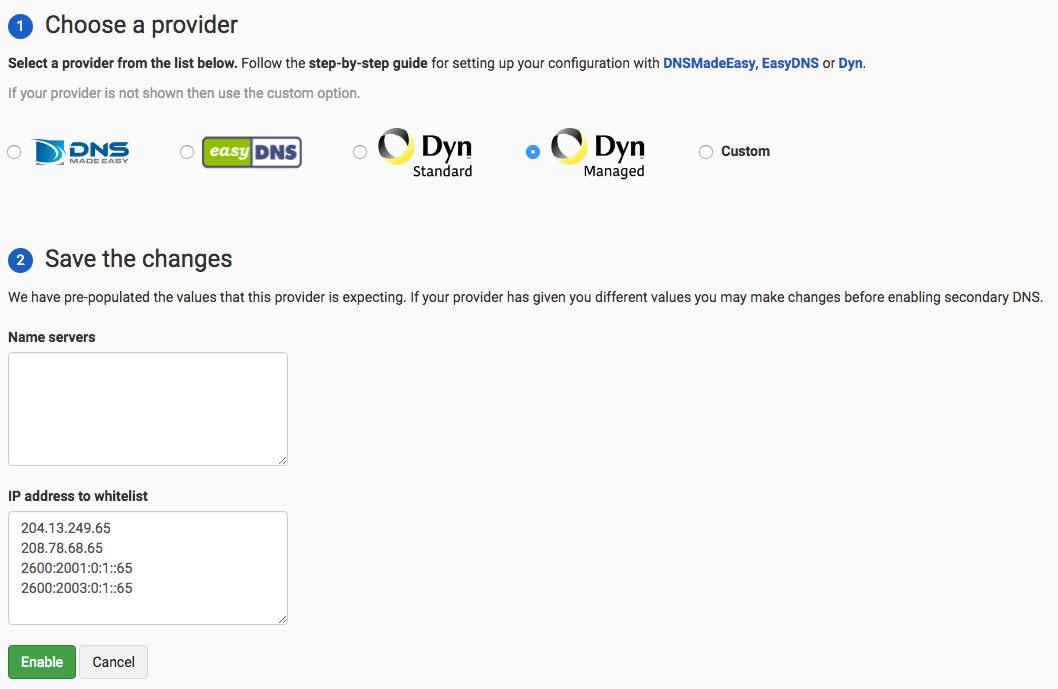 1 Choose a provider
Select a provider from the list below. Follow the step-by-step guide for setting up your configuration with DNSMadeEasy, EasyDNS or Dyn.
If your provider is not shown then use the custom option.
DNS MADE EASY
easyDNS
Dyn Standard
Dyn Managed
Custom
2 Save the changes
We have pre-populated the values that this provider is expecting. If your provider has given you different values you may make changes before enabling secondary DNS.
Name servers
IP address to whitelist
204.13.249.65
208.78.68.65
2600:2001:0:1::65
2600:2003:0:1::65
Enable Cancel